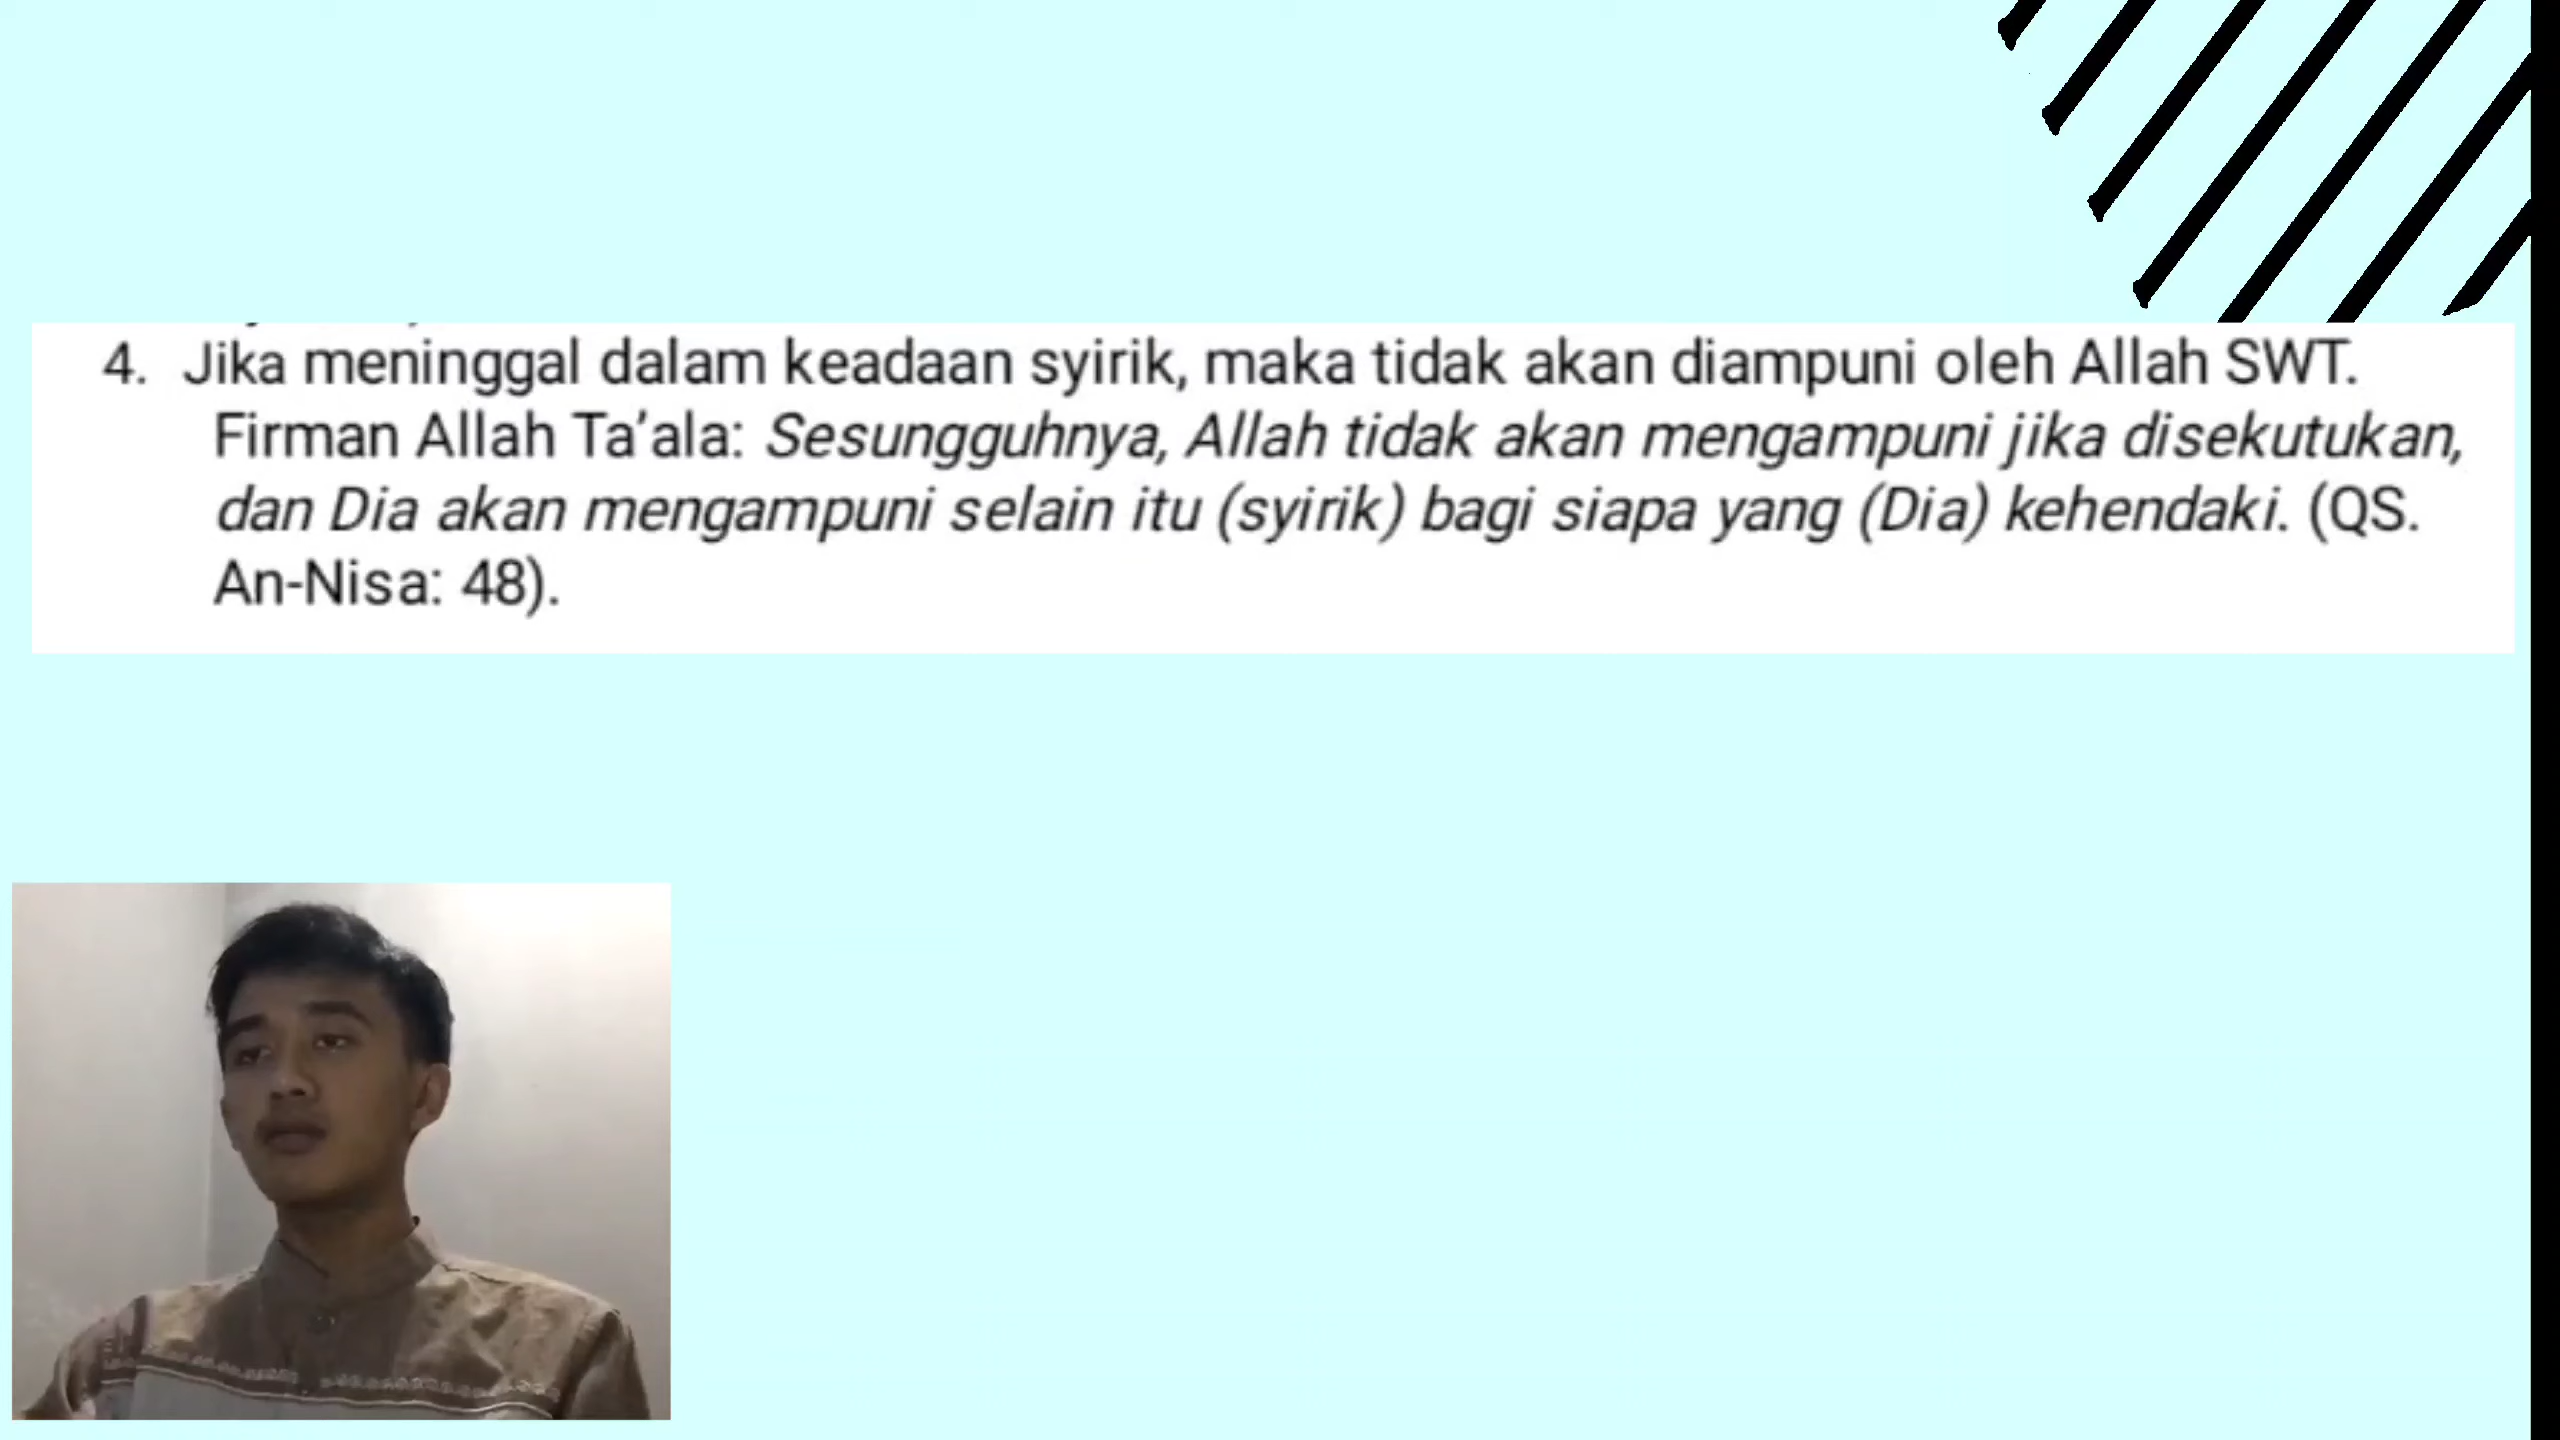 4. Jika meninggal dalam keadaan syirik, maka tidak akan diampuni oleh Allah SWT.
Firman Allah Ta’ala: Sesungguhnya, Allah tidak akan mengampuni jika disekutukan,
dan Dia akan mengampuni selain itu (syirik) bagi siapa yang (Dia) kehendaki. (QS.
An-Nisa: 48).